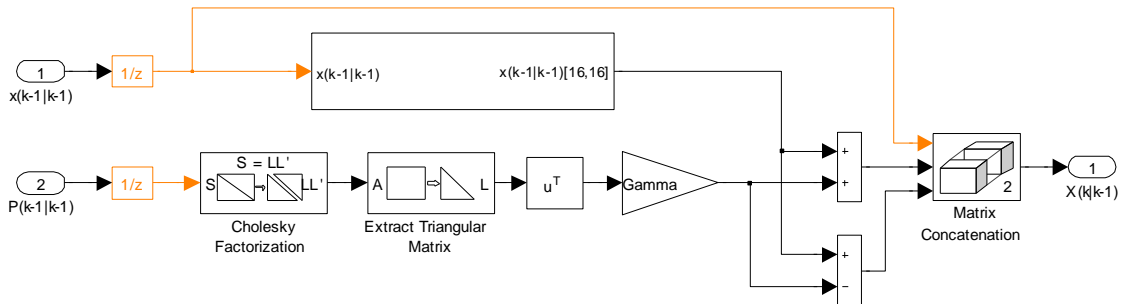 1
x(k-1|k-1)
1/z
x(k-1|k-1)
x(k-1|k-1)[16,16]
2
P(k-1|k-1)
1/z
S = LL'
S
LL'
Cholesky
Factorization
A
L
Extract Triangular
Matrix
u^T
Gamma
+
+
+
−
2
Matrix
Concatenation
1
X(k|k-1)